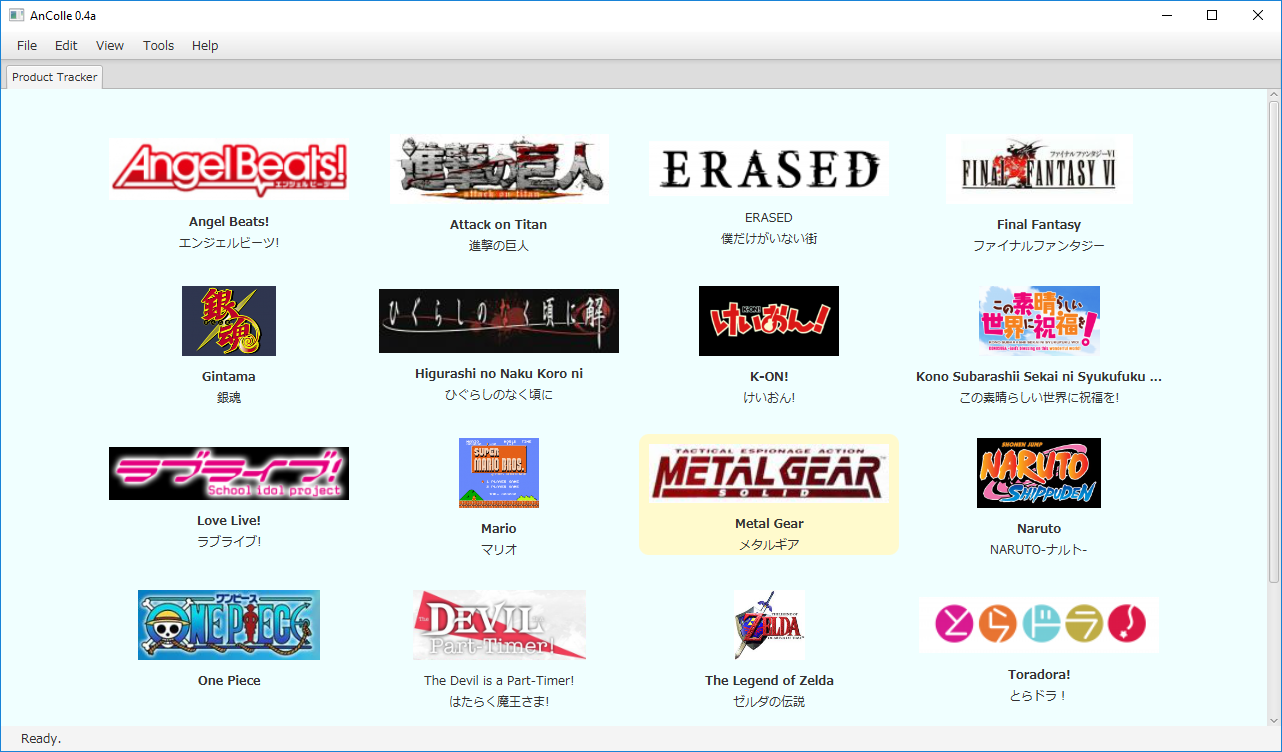 AnColle 0.4a
File Edit View Tools Help
Product Tracker
AngelBeats!
エンジェルビーツ!
進撃の巨人
attack on titan
ERASED
ファイナルファンタジーVI
FINAL FANTASY VI
Angel Beats!
エンジェルビーツ!
Attack on Titan
進撃の巨人
ERASED
僕だけがいない街
Final Fantasy
ファイナルファンタジー
銀魂
ひぐらしのなく頃に解
K-ON!
けいおん!
この素晴らしい世界に祝福を!
Gintama
銀魂
Higurashi no Naku Koro ni
ひぐらしのなく頃に
K-ON!
けいおん!
Kono Subarashii Sekai ni Syukufuku ...
この素晴らしい世界に祝福を!
ラブライブ!
School idol project
SUPER
MARIO BROS.
TACTICAL ESPIONAGE ACTION
METAL GEAR
SOLID
SHONEN JUMP
NARUTO
SHIPPUDEN
Love Live!
ラブライブ!
Mario
マリオ
Metal Gear
メタルギア
Naruto
NARUTO-ナルト-
ワンピース
ONE PIECE
The DEVIL is a
Part-Timer!
THE LEGEND OF
ZELDA
とらドラ!
One Piece
The Devil is a Part-Timer!
はたらく魔王さま!
The Legend of Zelda
ゼルダの伝説
Toradora!
とらドラ！
Ready.